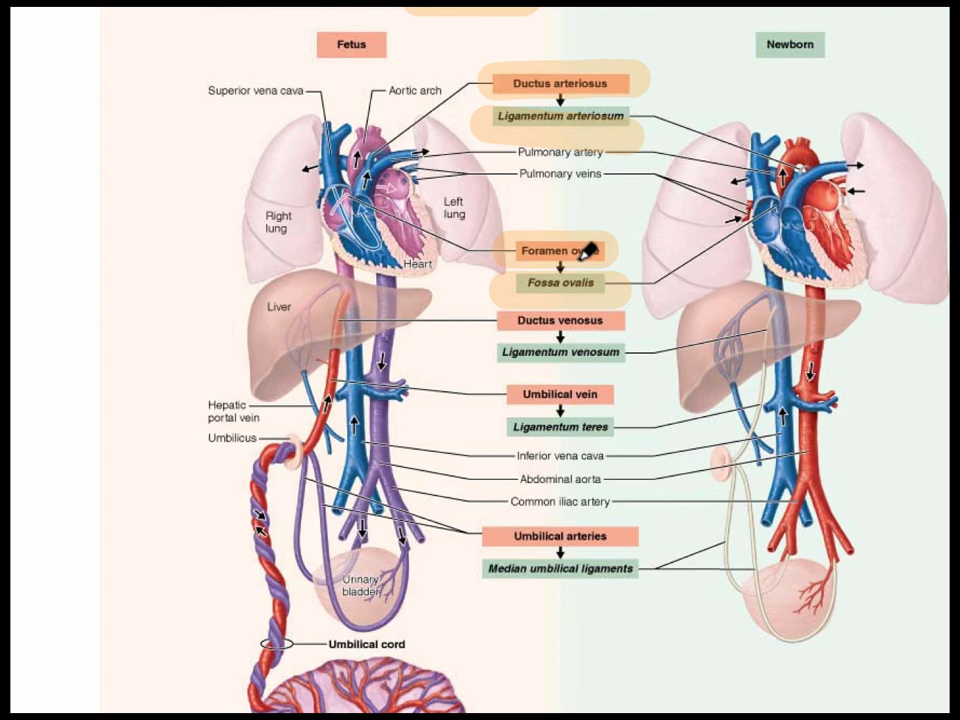 Fetus
Newborn
Superior vena cava
Aortic arch
Ductus arteriosus
Ligamentum arteriosum
Pulmonary artery
Pulmonary veins
Right
lung
Left
lung
Foramen
Heart
Fossa ovalis
Liver
Ductus venosus
Ligamentum venosum
Umbilical vein
Hepatic
portal vein
Ligamentum teres
Umbilicus
Inferior vena cava
Abdominal aorta
Common iliac artery
Umbilical arteries
Median umbilical ligaments
Urinary
bladder
Umbilical cord